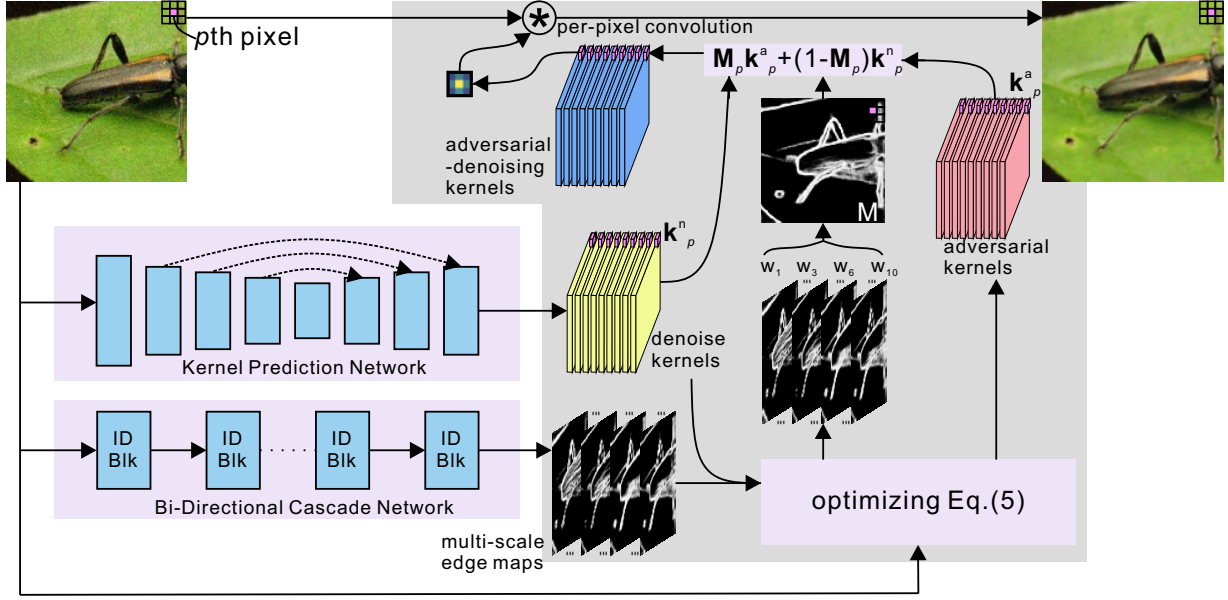 pth pixel
per-pixel convolution
M_p k^a_p+(1-M_p)k^n_p
k^a_p
adversarial
-denoising
kernels
M
k^n_p
adversarial
kernels
w_1 w_3 w_6 w_10
denoise
kernels
Kernel Prediction Network
ID
Blk
ID
Blk
ID
Blk
ID
Blk
Bi-Directional Cascade Network
optimizing Eq.(5)
multi-scale
edge maps